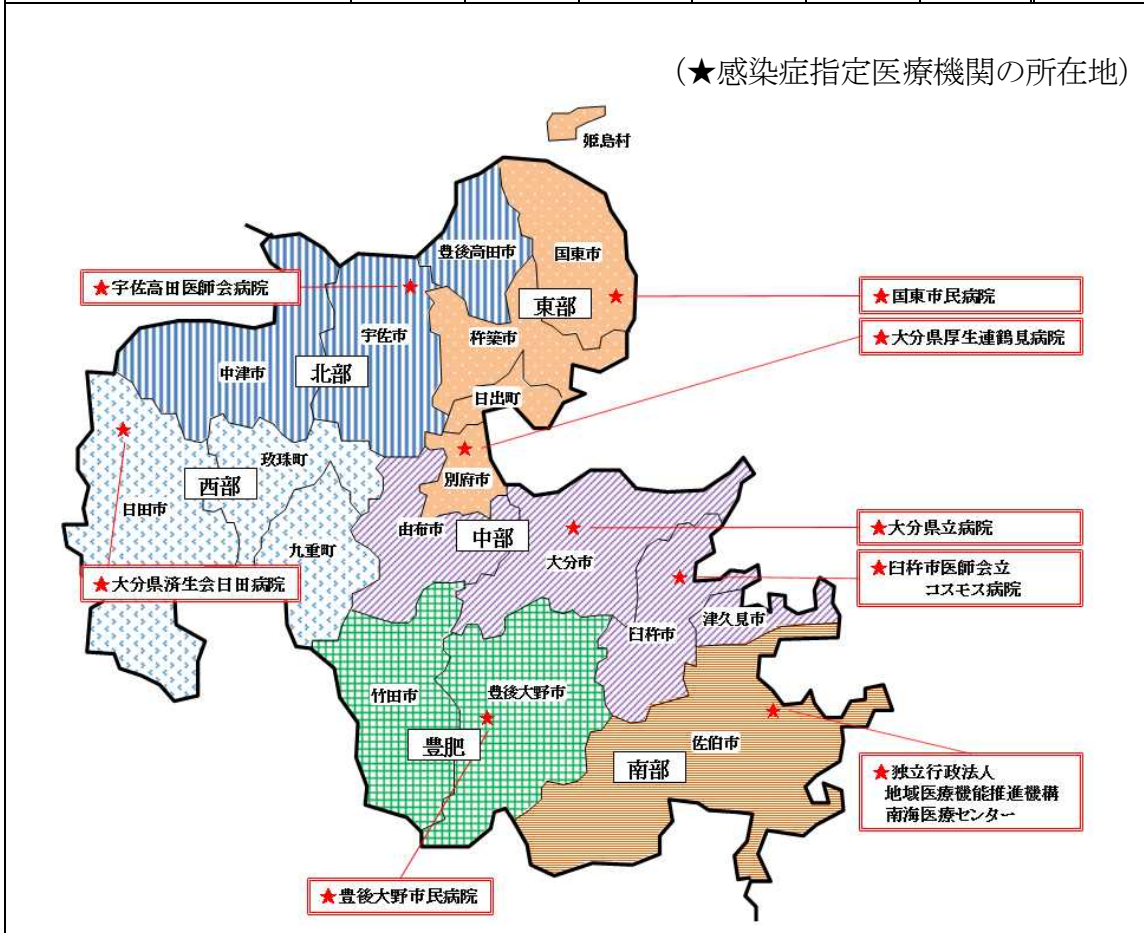 (★感染症指定医療機関の所在地)
姫島村
豊後高田市
国東市
★宇佐高田医師会病院
東部
★国東市民病院
宇佐市
杵築市
★大分県厚生連鶴見病院
中津市
北部
日出町
玖珠町
別府市
西部
日田市
由布市
中部
★大分県立病院
九重町
大分市
★臼杵市医師会立
コスモス病院
★大分県済生会日田病院
津久見市
臼杵市
竹田市
豊後大野市
豊肥
佐伯市
南部
★独立行政法人
地域医療機能推進機構
南海医療センター
★豊後大野市民病院